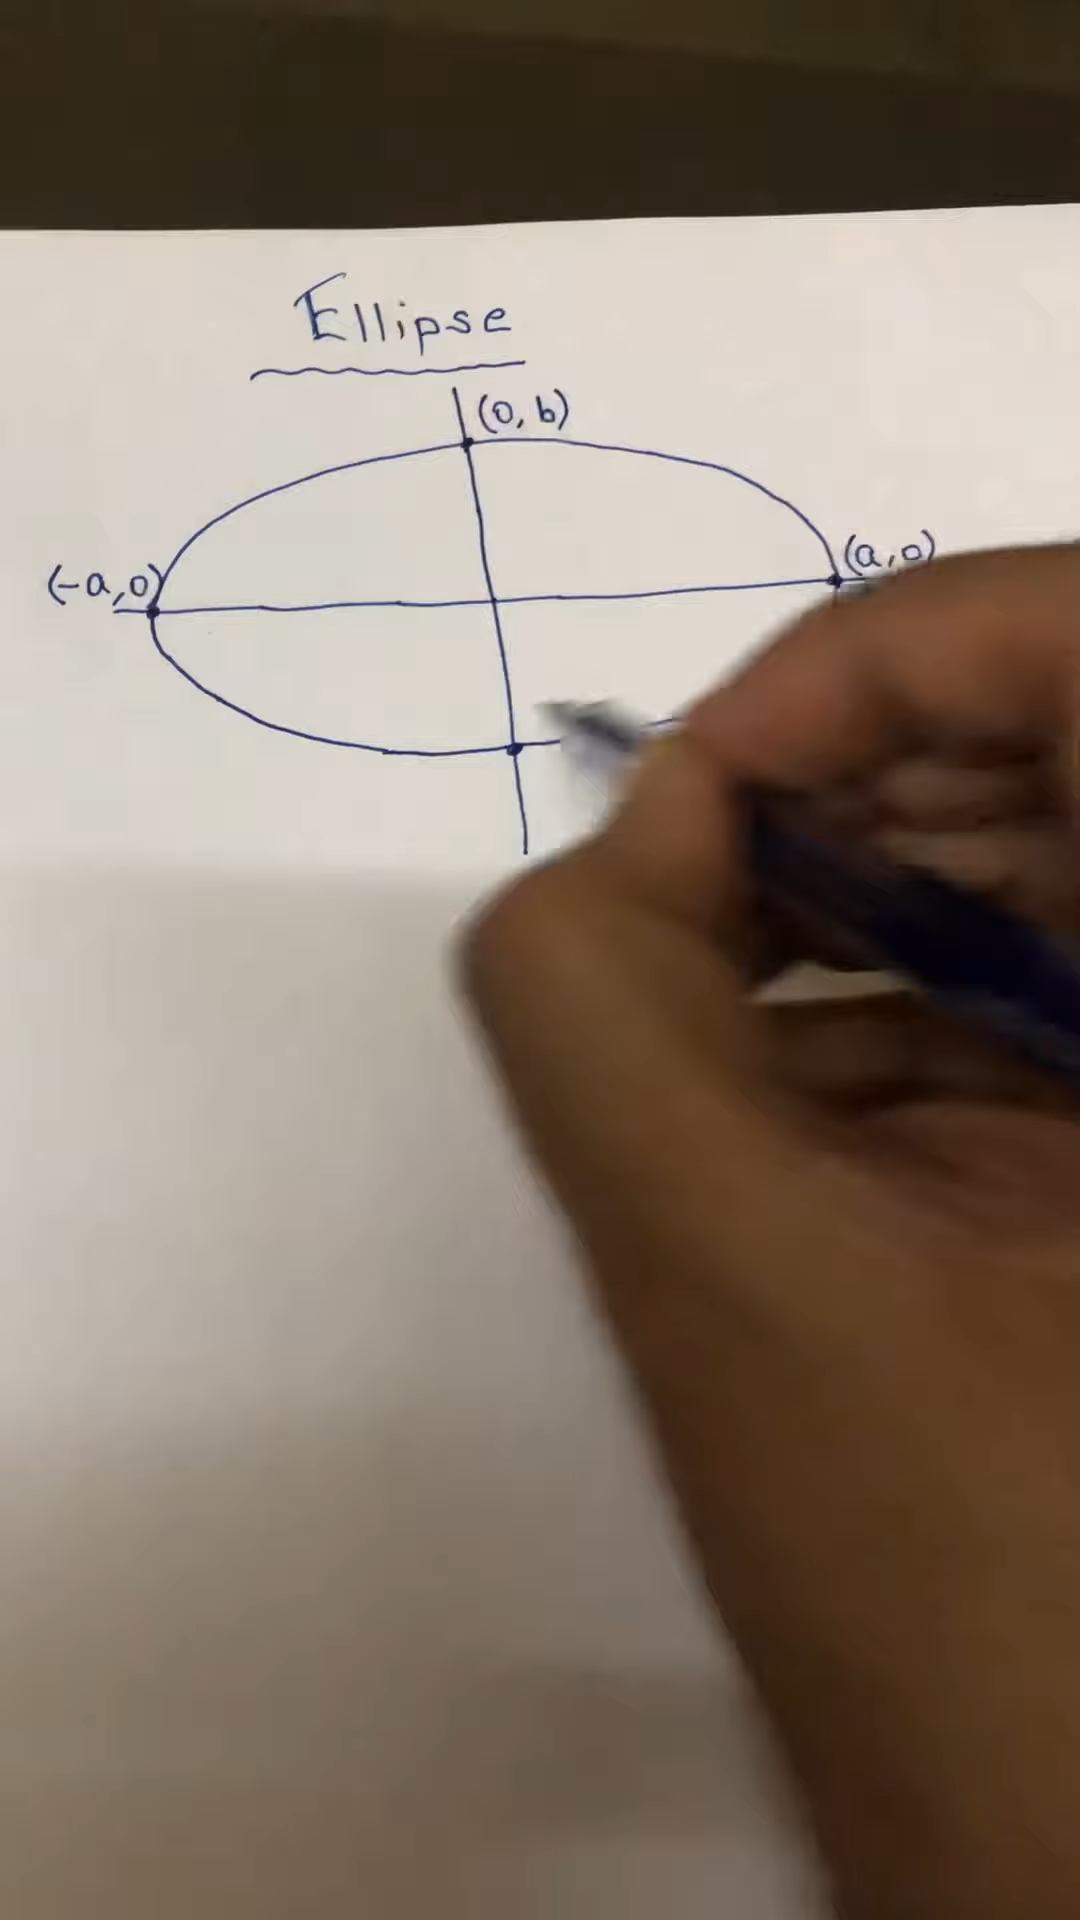 Ellipse
(0, b)
(-a, 0)
(a, 0)